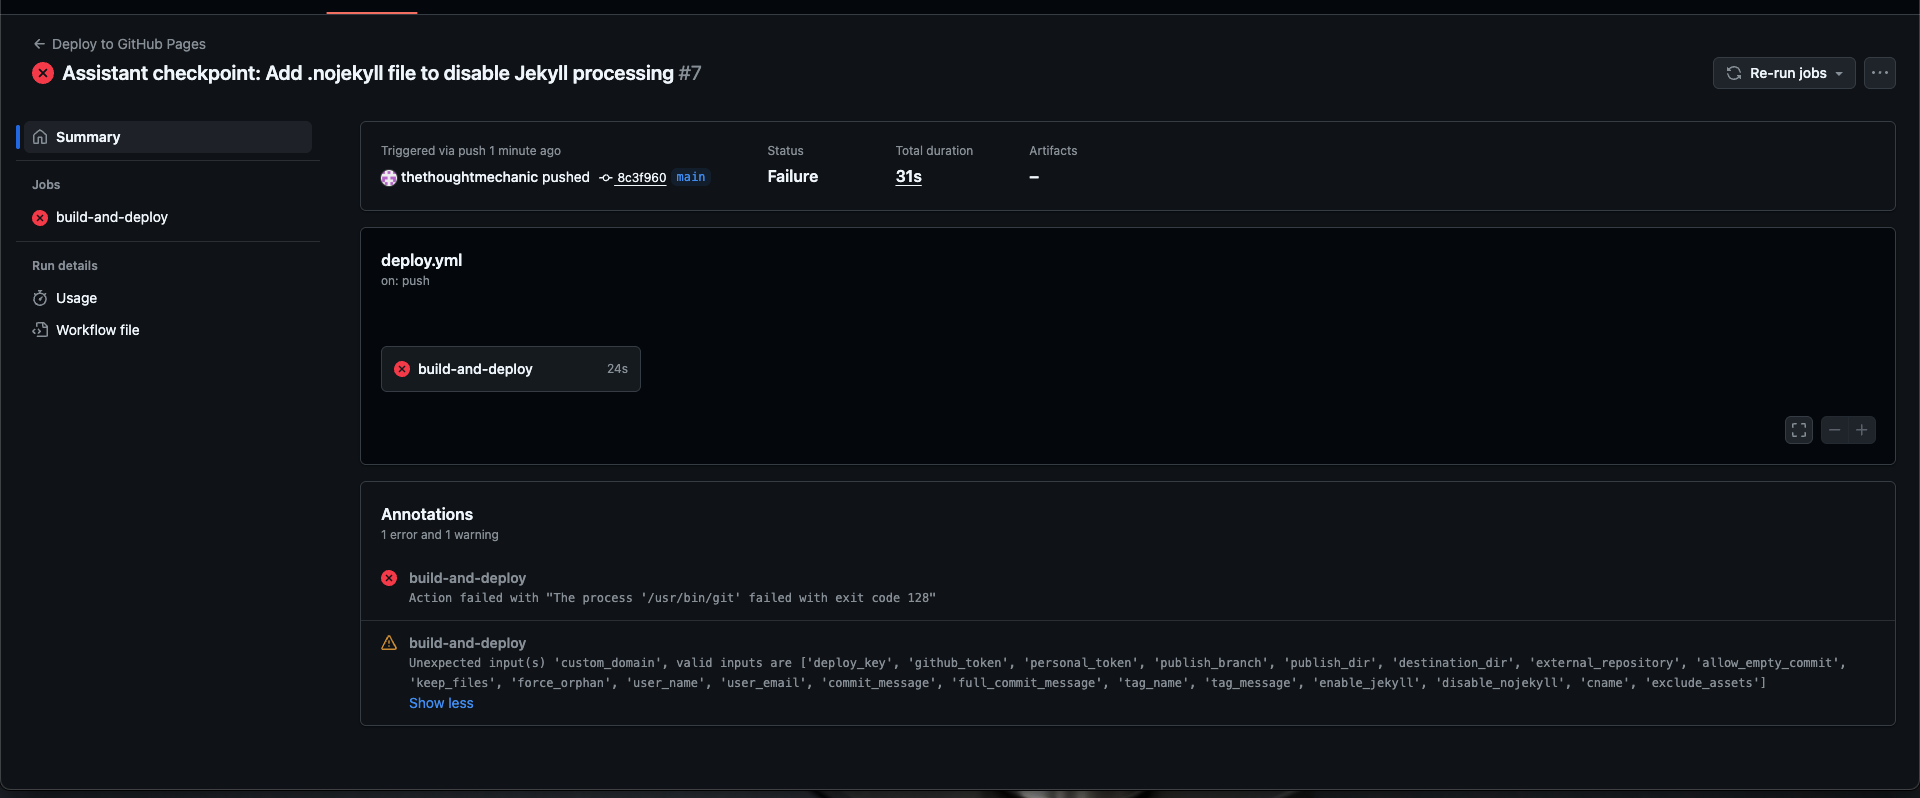 Deploy to GitHub Pages
Assistant checkpoint: Add .nojekyll file to disable Jekyll processing #7
Re-run jobs
Summary
Jobs
build-and-deploy
Run details
Usage
Workflow file
Triggered via push 1 minute ago
thethoughtmechanic pushed 8c3f960 main
Status
Failure
Total duration
31s
Artifacts
–
deploy.yml
on: push
build-and-deploy 24s
Annotations
1 error and 1 warning
build-and-deploy
Action failed with "The process '/usr/bin/git' failed with exit code 128"
build-and-deploy
Unexpected input(s) 'custom_domain', valid inputs are ['deploy_key', 'github_token', 'personal_token', 'publish_branch', 'publish_dir', 'destination_dir', 'external_repository', 'allow_empty_commit',
'keep_files', 'force_orphan', 'user_name', 'user_email', 'commit_message', 'full_commit_message', 'tag_name', 'tag_message', 'enable_jekyll', 'disable_nojekyll', 'cname', 'exclude_assets']
Show less